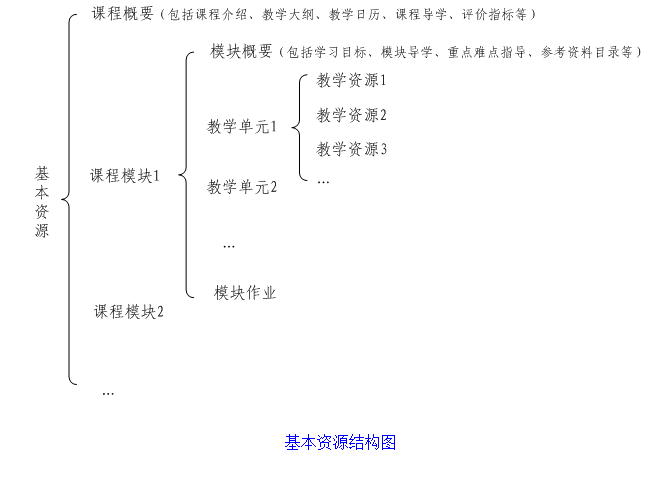 课程概要（包括课程介绍、教学大纲、教学日历、课程导学、评价指标等）
模块概要（包括学习目标、模块导学、重点难点指导、参考资料目录等）
教学资源1
教学资源2
教学单元1
教学资源3
基本资源
课程模块1
教学单元2
...
...
模块作业
课程模块2
...
基本资源结构图